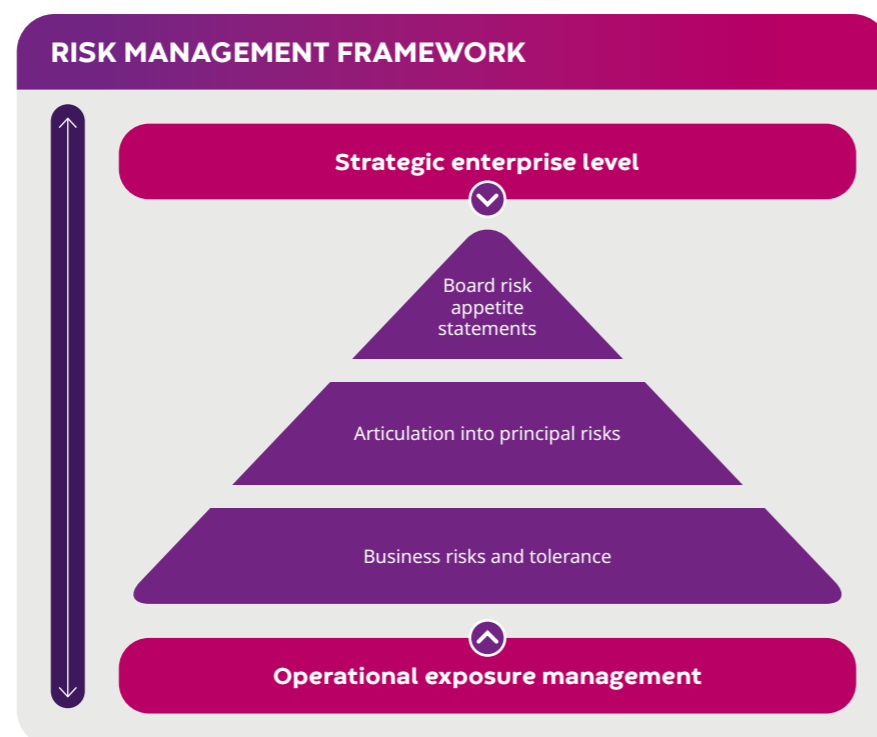 RISK MANAGEMENT FRAMEWORK
Strategic enterprise level
Board risk
appetite
statements
Articulation into principal risks
Business risks and tolerance
Operational exposure management